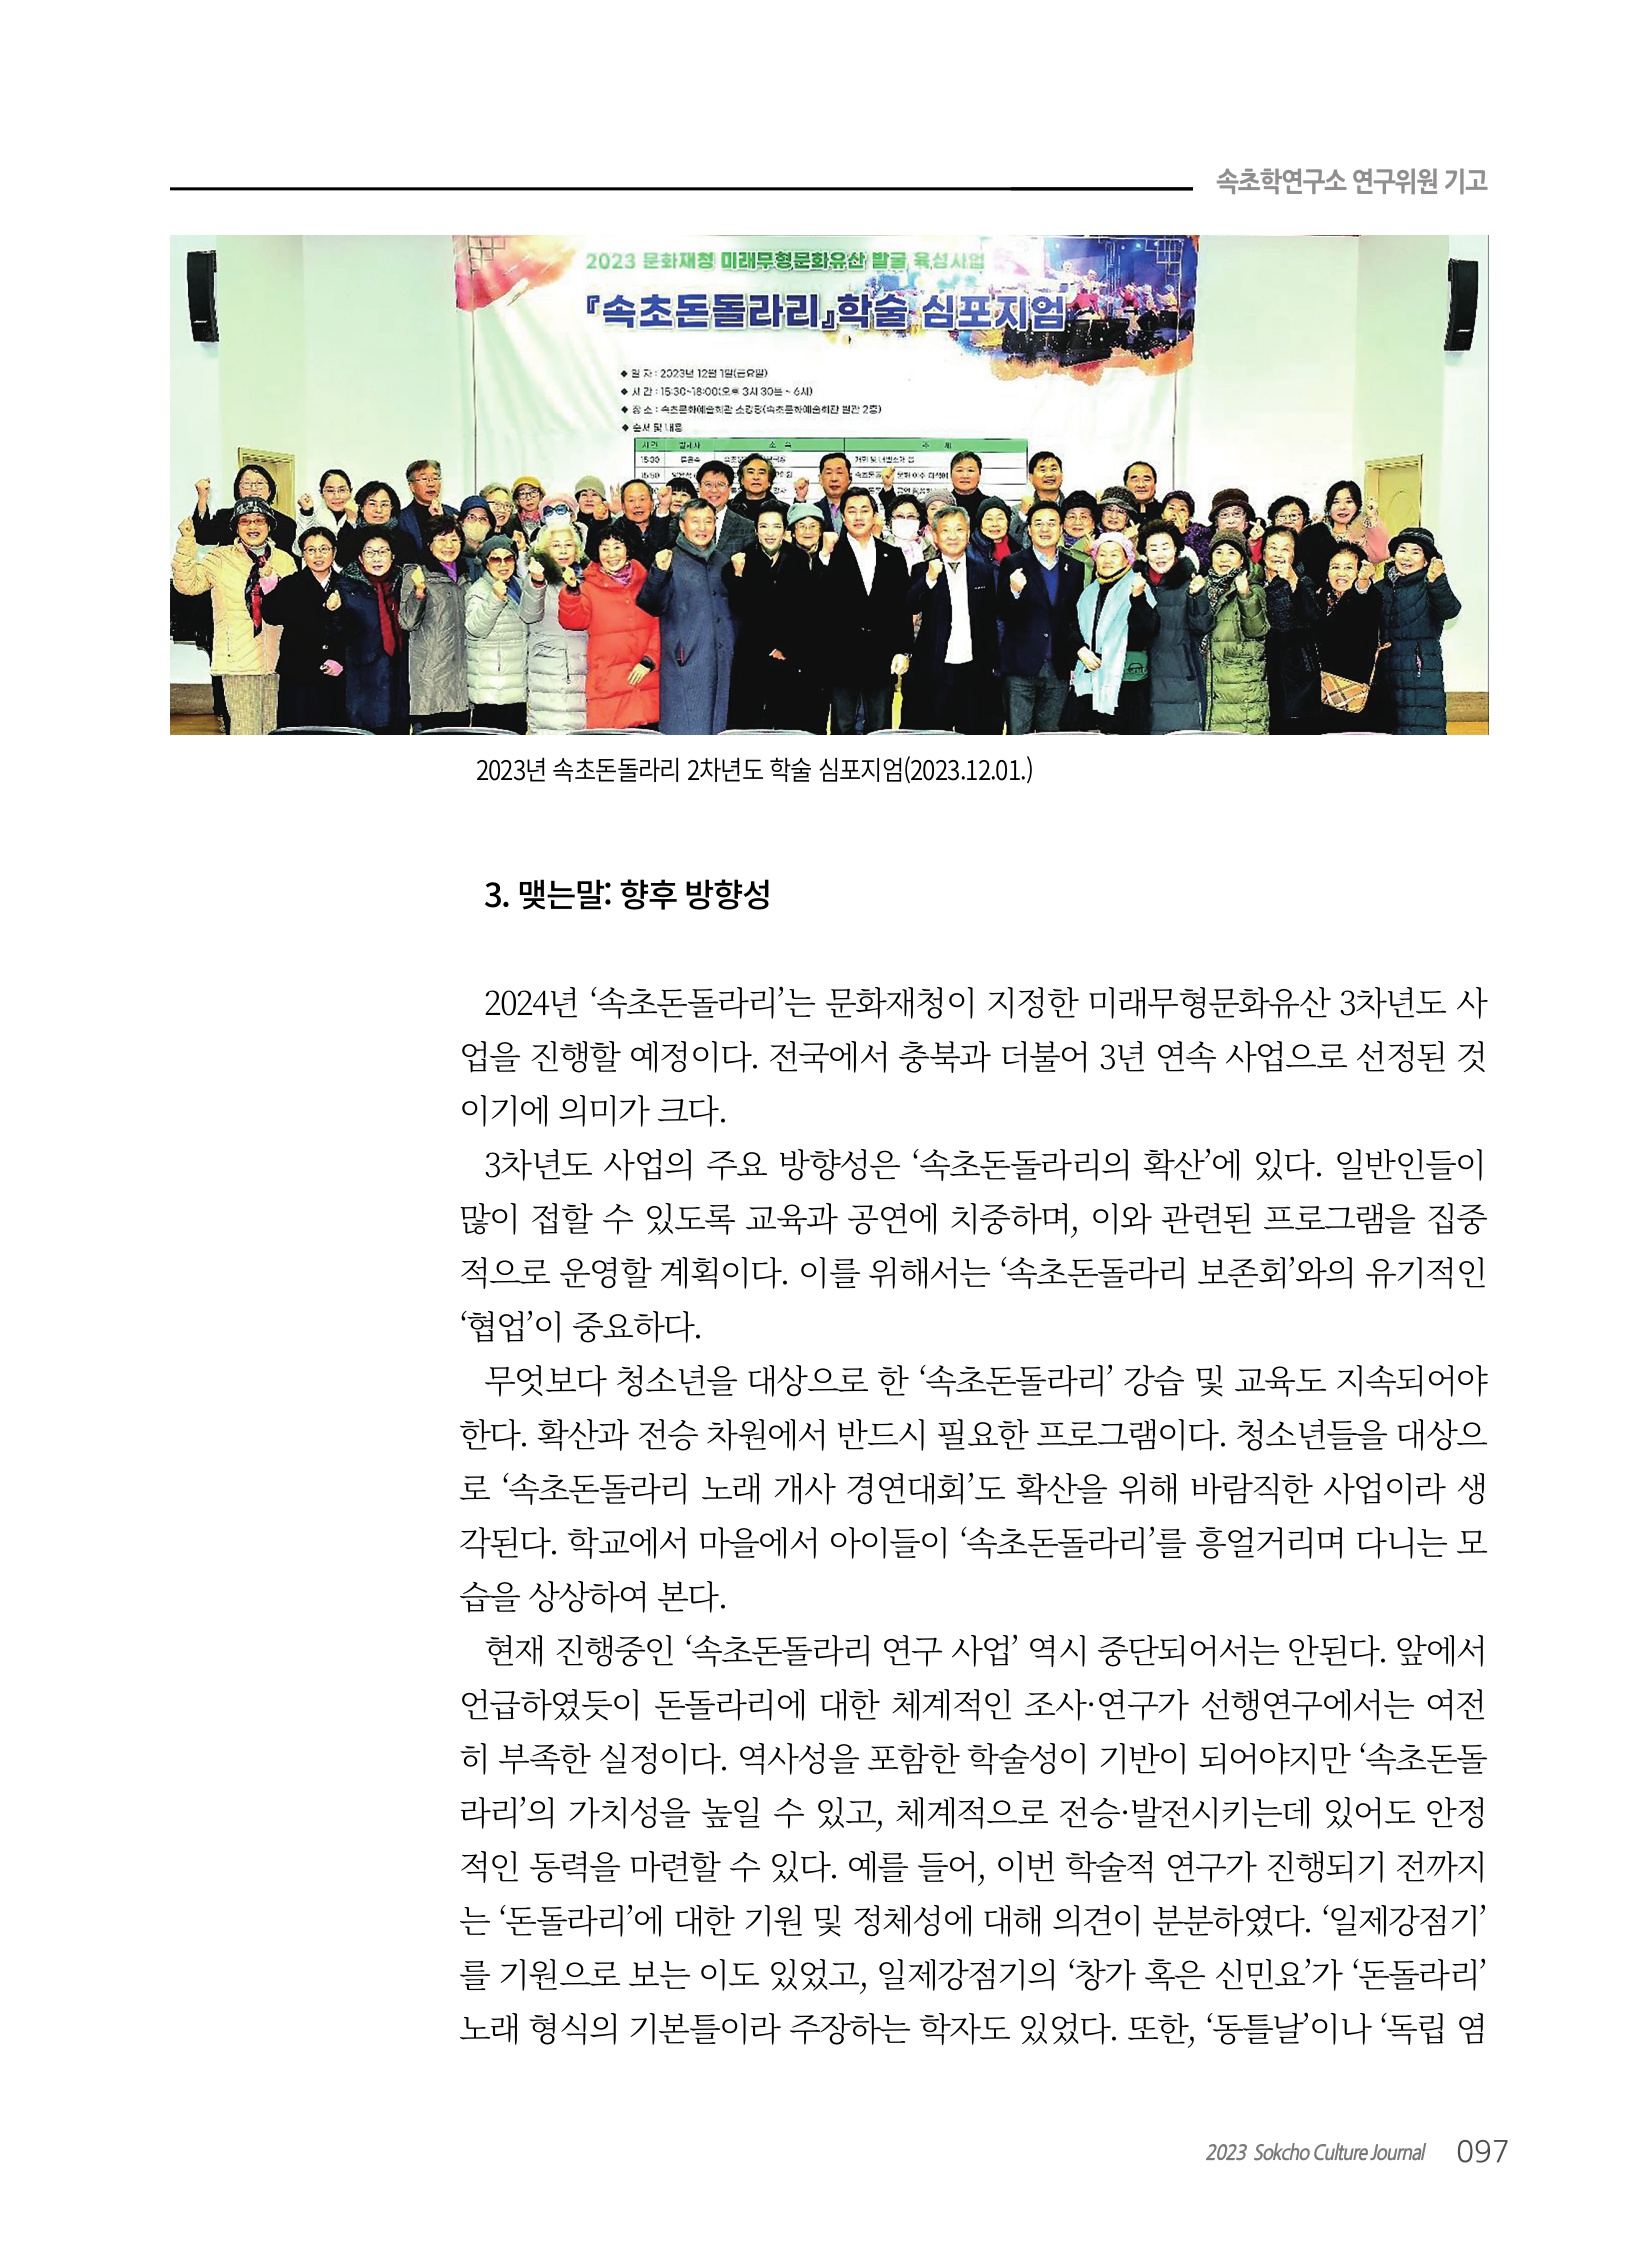 속초학연구소 연구위원 기고
2023 문화재청 미래무형문화유산 발굴 육성사업
『속초돈돌라리』학술 심포지엄
◆ 일 자 : 2023년 12월 1일(금요일)
◆ 시 간 : 15:30~18:00(오후 3시 30분 ~ 6시)
◆ 장 소 : 속초문화예술회관 소강당(속초문화예술회관 별관 2층)
◆ 순서 및 내용
시간 발표자 소 속 주 제
15:30
15:50
2023년 속초돈돌라리 2차년도 학술 심포지엄(2023.12.01.)
3. 맺는말: 향후 방향성
2024년 ‘속초돈돌라리’는 문화재청이 지정한 미래무형문화유산 3차년도 사
업을 진행할 예정이다. 전국에서 충북과 더불어 3년 연속 사업으로 선정된 것
이기에 의미가 크다.
3차년도 사업의 주요 방향성은 ‘속초돈돌라리의 확산’에 있다. 일반인들이
많이 접할 수 있도록 교육과 공연에 치중하며, 이와 관련된 프로그램을 집중
적으로 운영할 계획이다. 이를 위해서는 ‘속초돈돌라리 보존회’와의 유기적인
‘협업’이 중요하다.
무엇보다 청소년을 대상으로 한 ‘속초돈돌라리’ 강습 및 교육도 지속되어야
한다. 확산과 전승 차원에서 반드시 필요한 프로그램이다. 청소년들을 대상으
로 ‘속초돈돌라리 노래 개사 경연대회’도 확산을 위해 바람직한 사업이라 생
각된다. 학교에서 마을에서 아이들이 ‘속초돈돌라리’를 흥얼거리며 다니는 모
습을 상상하여 본다.
현재 진행중인 ‘속초돈돌라리 연구 사업’ 역시 중단되어서는 안된다. 앞에서
언급하였듯이 돈돌라리에 대한 체계적인 조사·연구가 선행연구에서는 여전
히 부족한 실정이다. 역사성을 포함한 학술성이 기반이 되어야지만 ‘속초돈돌
라리’의 가치성을 높일 수 있고, 체계적으로 전승·발전시키는데 있어도 안정
적인 동력을 마련할 수 있다. 예를 들어, 이번 학술적 연구가 진행되기 전까지
는 ‘돈돌라리’에 대한 기원 및 정체성에 대해 의견이 분분하였다. ‘일제강점기’
를 기원으로 보는 이도 있었고, 일제강점기의 ‘창가 혹은 신민요’가 ‘돈돌라리’
노래 형식의 기본틀이라 주장하는 학자도 있었다. 또한, ‘동틀날’이나 ‘독립 염
2023 Sokcho Culture Journal 097